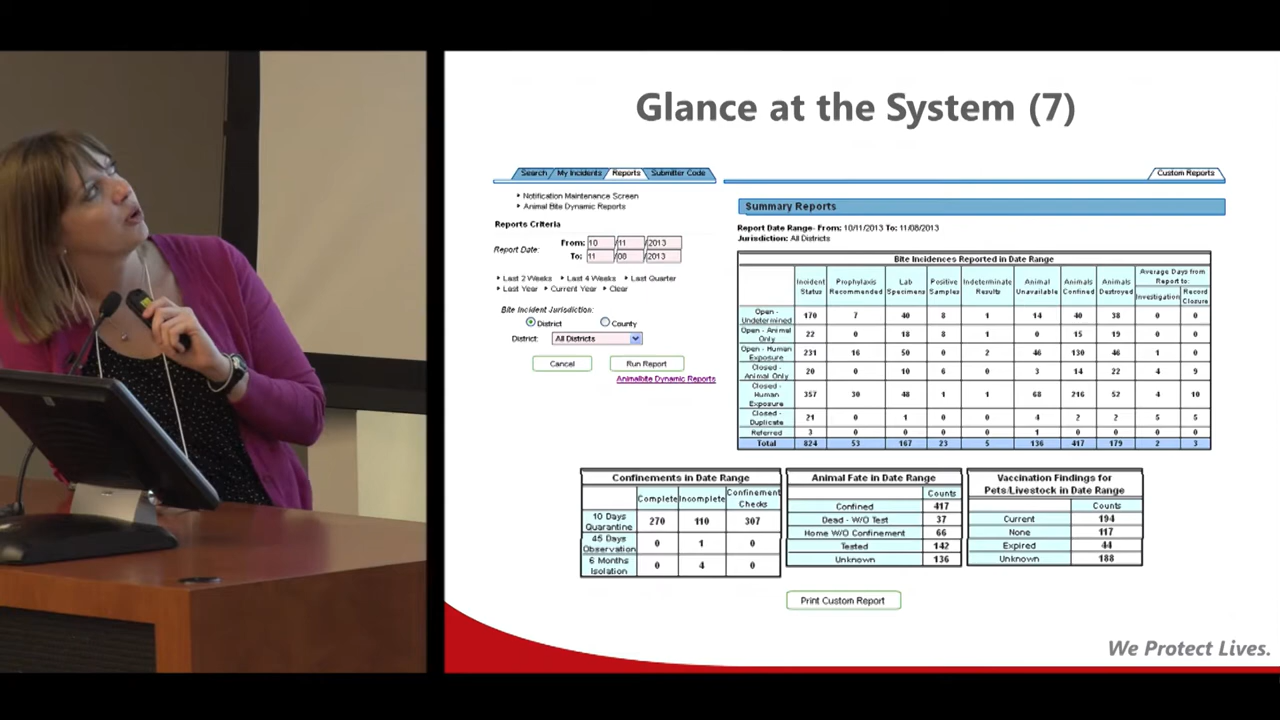 Glance at the System (7)
Search / My Incidents / Reports \ Submitter Code
Custom Reports
Notification Maintenance Screen
Animal Bite Dynamic Reports
Reports Criteria
Report Date: From: 10 / 11 / 2013
To: 11 / 08 / 2013
Last 2 Weeks Last 4 Weeks Last Quarter
Last Year Current Year Clear
Bite Incident Jurisdiction:
District County
District: All Districts
Cancel Run Report
Animalbite Dynamic Reports
Summary Reports
Report Date Range- From: 10/11/2013 To: 11/08/2013
Jurisdiction: All Districts
Bite Incidences Reported in Date Range
Incident Status Prophylaxis Recommended Lab Specimens Positive Samples Indeterminate Results Animal Unavailable Animals Confined Animals Destroyed Average Days from Report to: Investigation Record Closure
Open - Undetermined 170 7 40 8 1 14 40 38 0 0
Open - Animal Only 22 0 18 8 1 0 15 19 0 0
Open - Human Exposure 231 16 50 0 2 46 130 46 1 0
Closed - Animal Only 20 0 10 6 0 3 14 22 4 9
Closed - Human Exposure 357 30 48 1 1 68 216 52 4 10
Closed - Duplicate 21 0 1 0 0 4 2 2 5 5
Referred 3 0 0 0 0 1 0 0 0 0
Total 824 53 167 23 5 136 417 179 2 3
Confinements in Date Range
Complete Incomplete Confinement Checks
10 Days Quarantine 270 110 307
45 Days Observation 0 1 0
6 Months Isolation 0 4 0
Animal Fate in Date Range
Counts
Confined 417
Dead - W/O Test 37
Home W/O Confinement 66
Tested 142
Unknown 136
Vaccination Findings for
Pets/Livestock in Date Range
Counts
Current 194
None 117
Expired 44
Unknown 188
Print Custom Report
We Protect Lives.